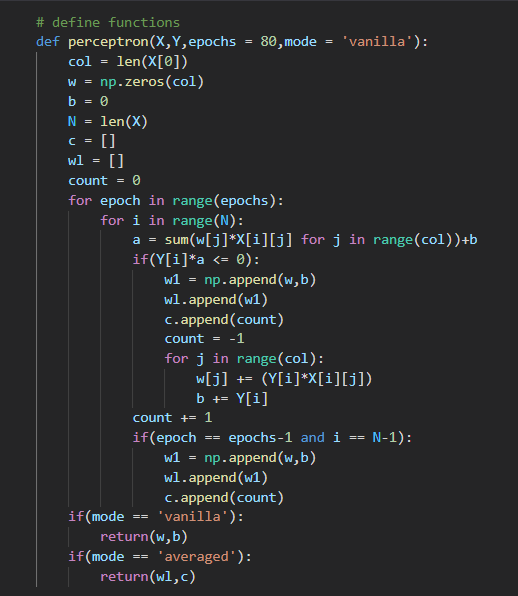 # define functions
def perceptron(X,Y,epochs = 80,mode = 'vanilla'):
    col = len(X[0])
    w = np.zeros(col)
    b = 0
    N = len(X)
    c = []
    wl = []
    count = 0
    for epoch in range(epochs):
        for i in range(N):
            a = sum(w[j]*X[i][j] for j in range(col))+b
            if(Y[i]*a <= 0):
                w1 = np.append(w,b)
                wl.append(w1)
                c.append(count)
                count = -1
                for j in range(col):
                    w[j] += (Y[i]*X[i][j])
                    b += Y[i]
            count += 1
            if(epoch == epochs-1 and i == N-1):
                w1 = np.append(w,b)
                wl.append(w1)
                c.append(count)
    if(mode == 'vanilla'):
        return(w,b)
    if(mode == 'averaged'):
        return(wl,c)